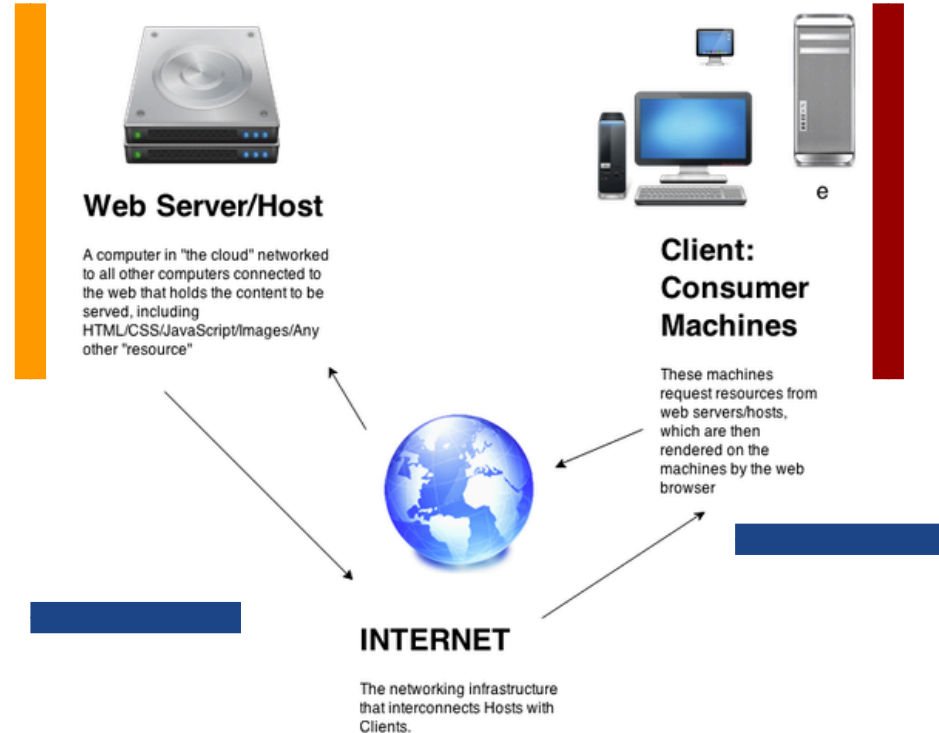 Web Server/Host
A computer in "the cloud" networked
to all other computers connected to
the web that holds the content to be
served, including
HTML/CSS/JavaScript/Images/Any
other "resource"
e
Client:
Consumer
Machines
These machines
request resources from
web servers/hosts,
which are then
rendered on the
machines by the web
browser
INTERNET
The networking infrastructure
that interconnects Hosts with
Clients.